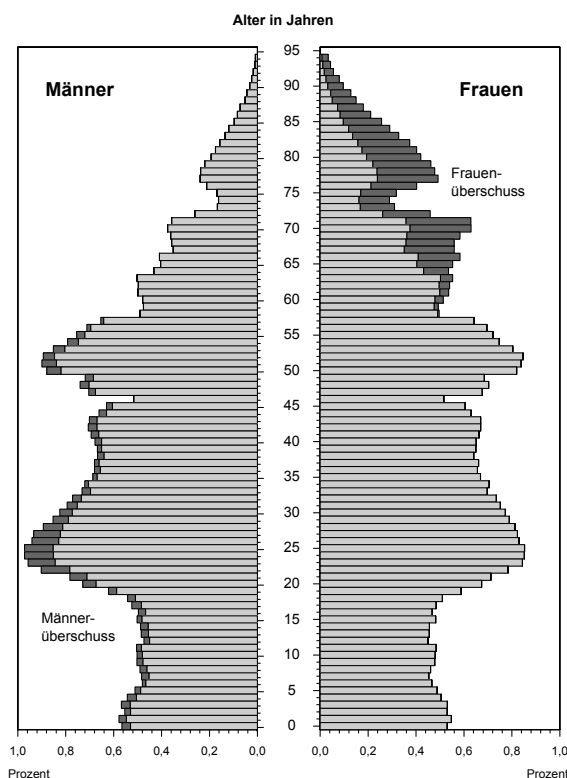 Alter in Jahren
Männer
Frauen
95
90
85
80
75
70
65
60
55
50
45
40
35
30
25
20
15
10
5
0
Frauen-
überschuss
Männer-
überschuss
1,0 0,8 0,6 0,4 0,2 0,0
0,0 0,2 0,4 0,6 0,8 1,0
Prozent
Prozent